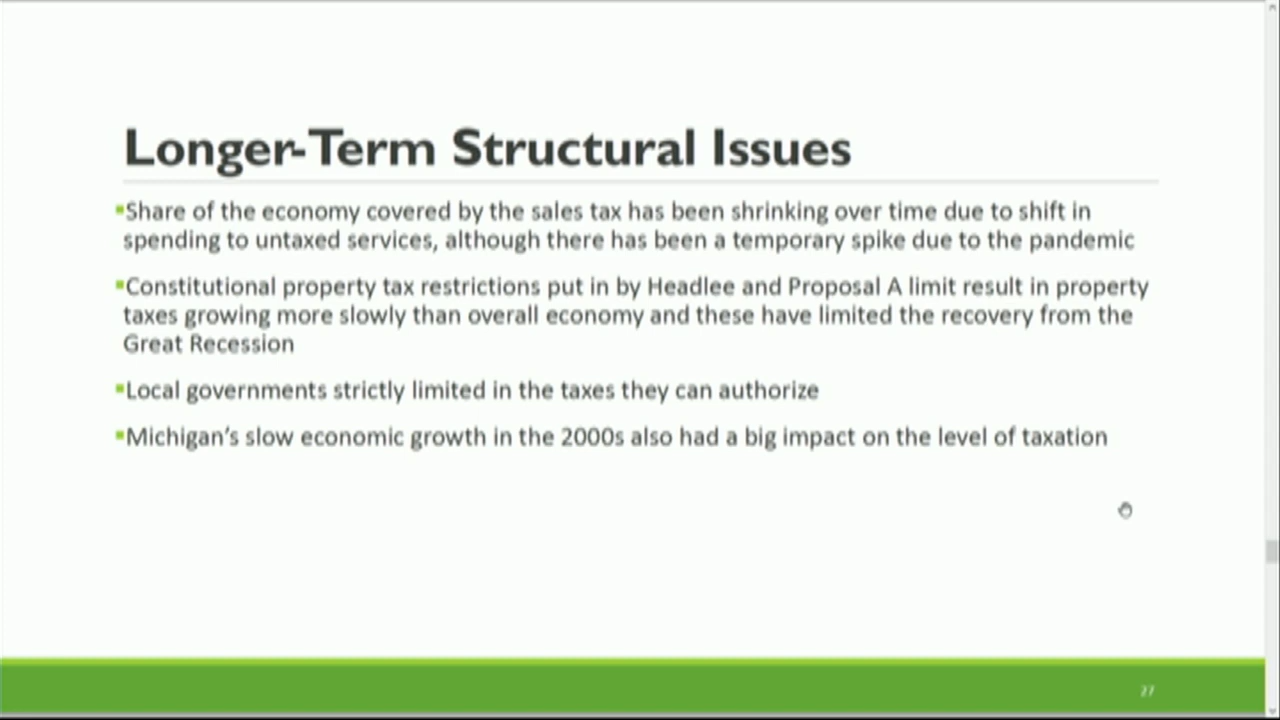 Longer-Term Structural Issues
▪Share of the economy covered by the sales tax has been shrinking over time due to shift in
spending to untaxed services, although there has been a temporary spike due to the pandemic
▪Constitutional property tax restrictions put in by Headlee and Proposal A limit result in property
taxes growing more slowly than overall economy and these have limited the recovery from the
Great Recession
▪Local governments strictly limited in the taxes they can authorize
▪Michigan’s slow economic growth in the 2000s also had a big impact on the level of taxation
27